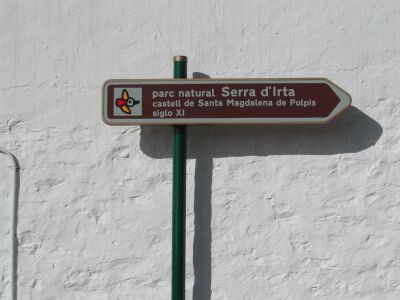 parc natural Serra d'Irta
castell de Santa Magdalena de Pulpis
siglo XI